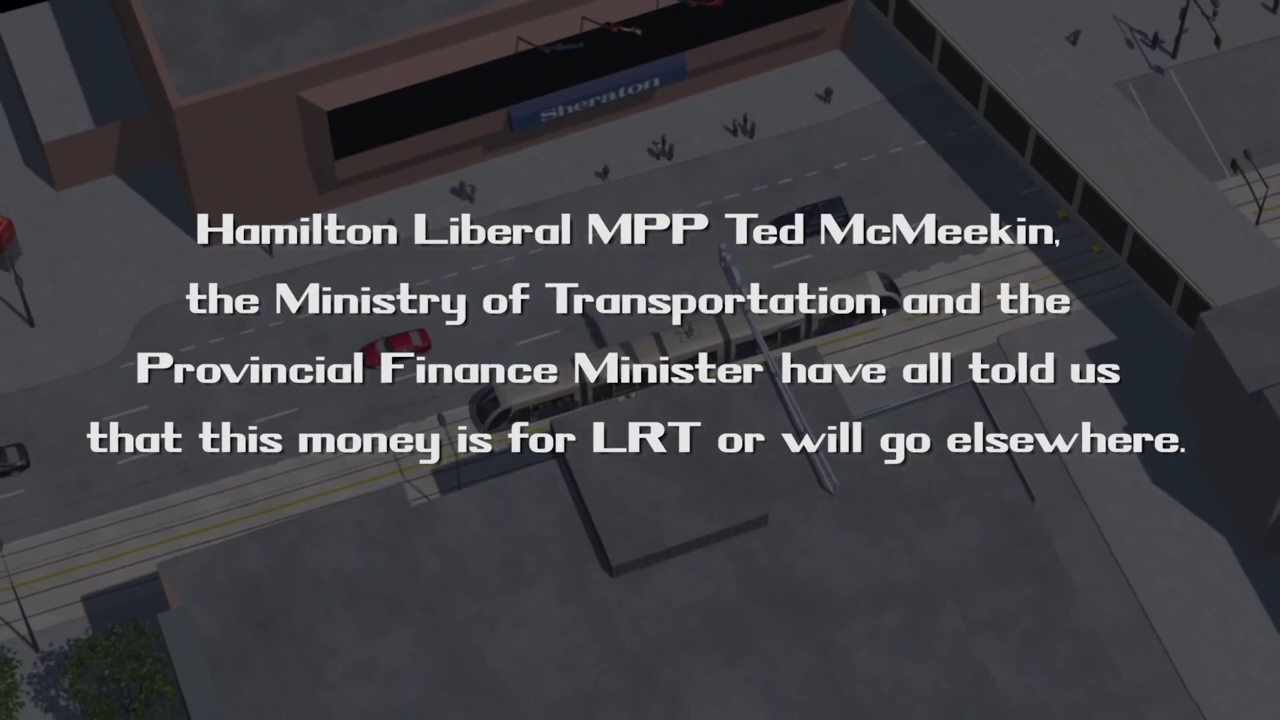 Sheraton
Hamilton Liberal MPP Ted McMeekin,
the Ministry of Transportation, and the
Provincial Finance Minister have all told us
that this money is for LRT or will go elsewhere.